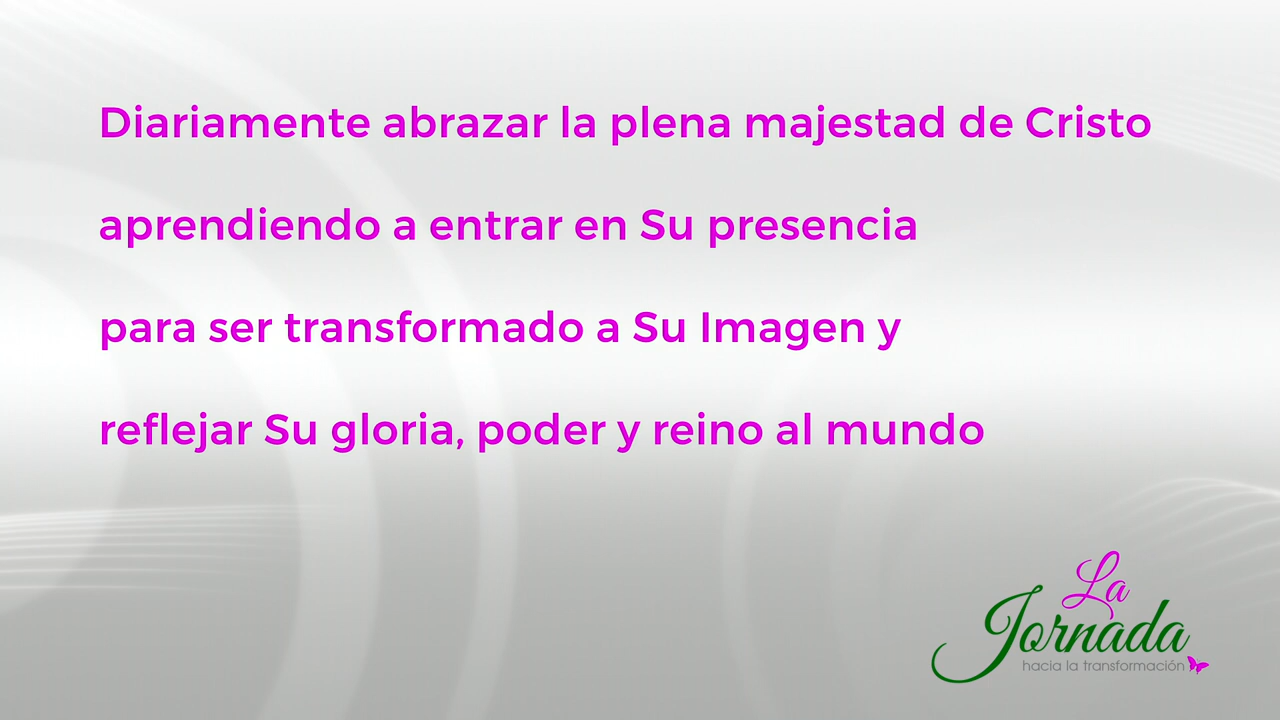 Diariamente abrazar la plena majestad de Cristo
aprendiendo a entrar en Su presencia
para ser transformado a Su Imagen y
reflejar Su gloria, poder y reino al mundo
La
Jornada
hacia la transformación